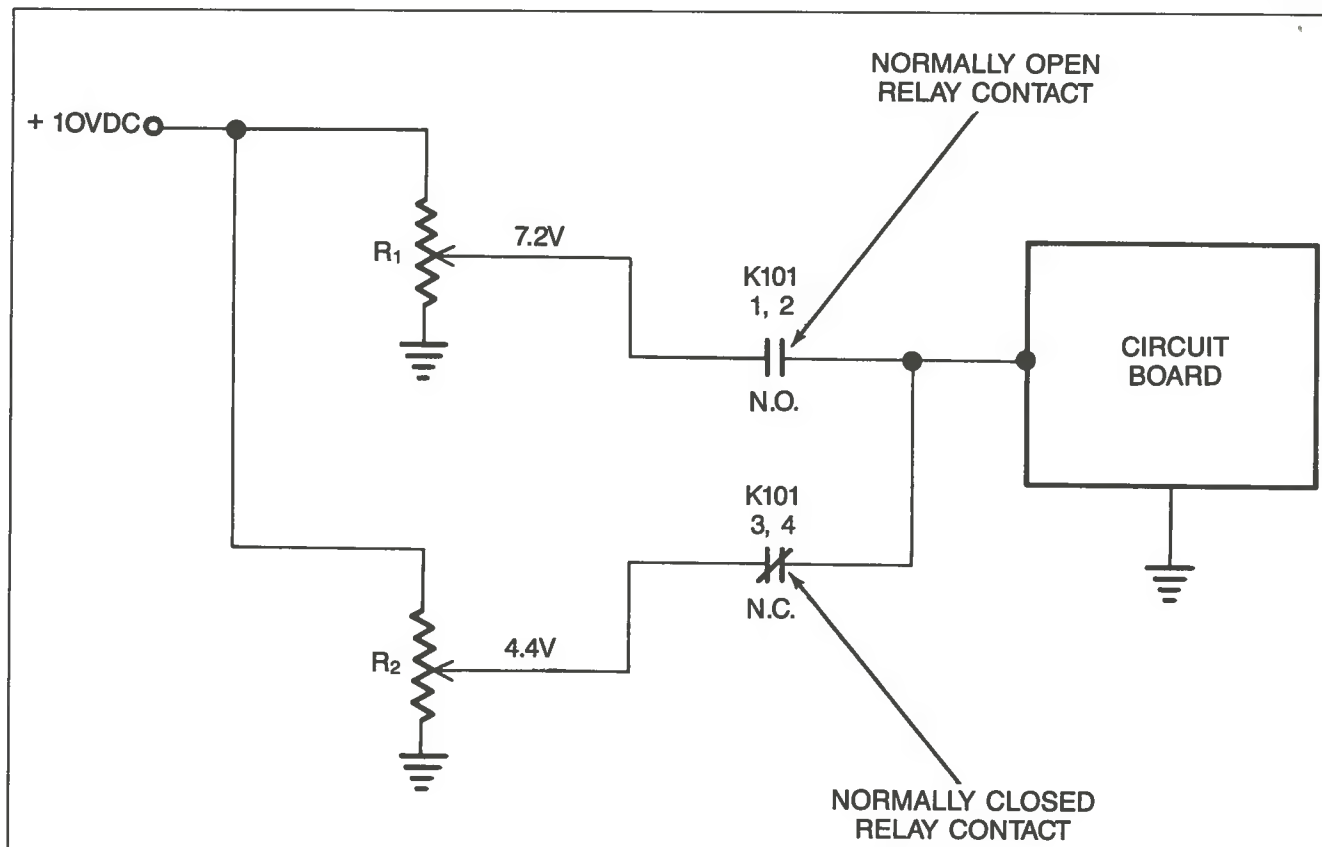 NORMALLY OPEN
RELAY CONTACT
+ 10VDC
R₁
7.2V
K101
1, 2
N.O.
CIRCUIT
BOARD
K101
3, 4
N.C.
R₂
4.4V
NORMALLY CLOSED
RELAY CONTACT